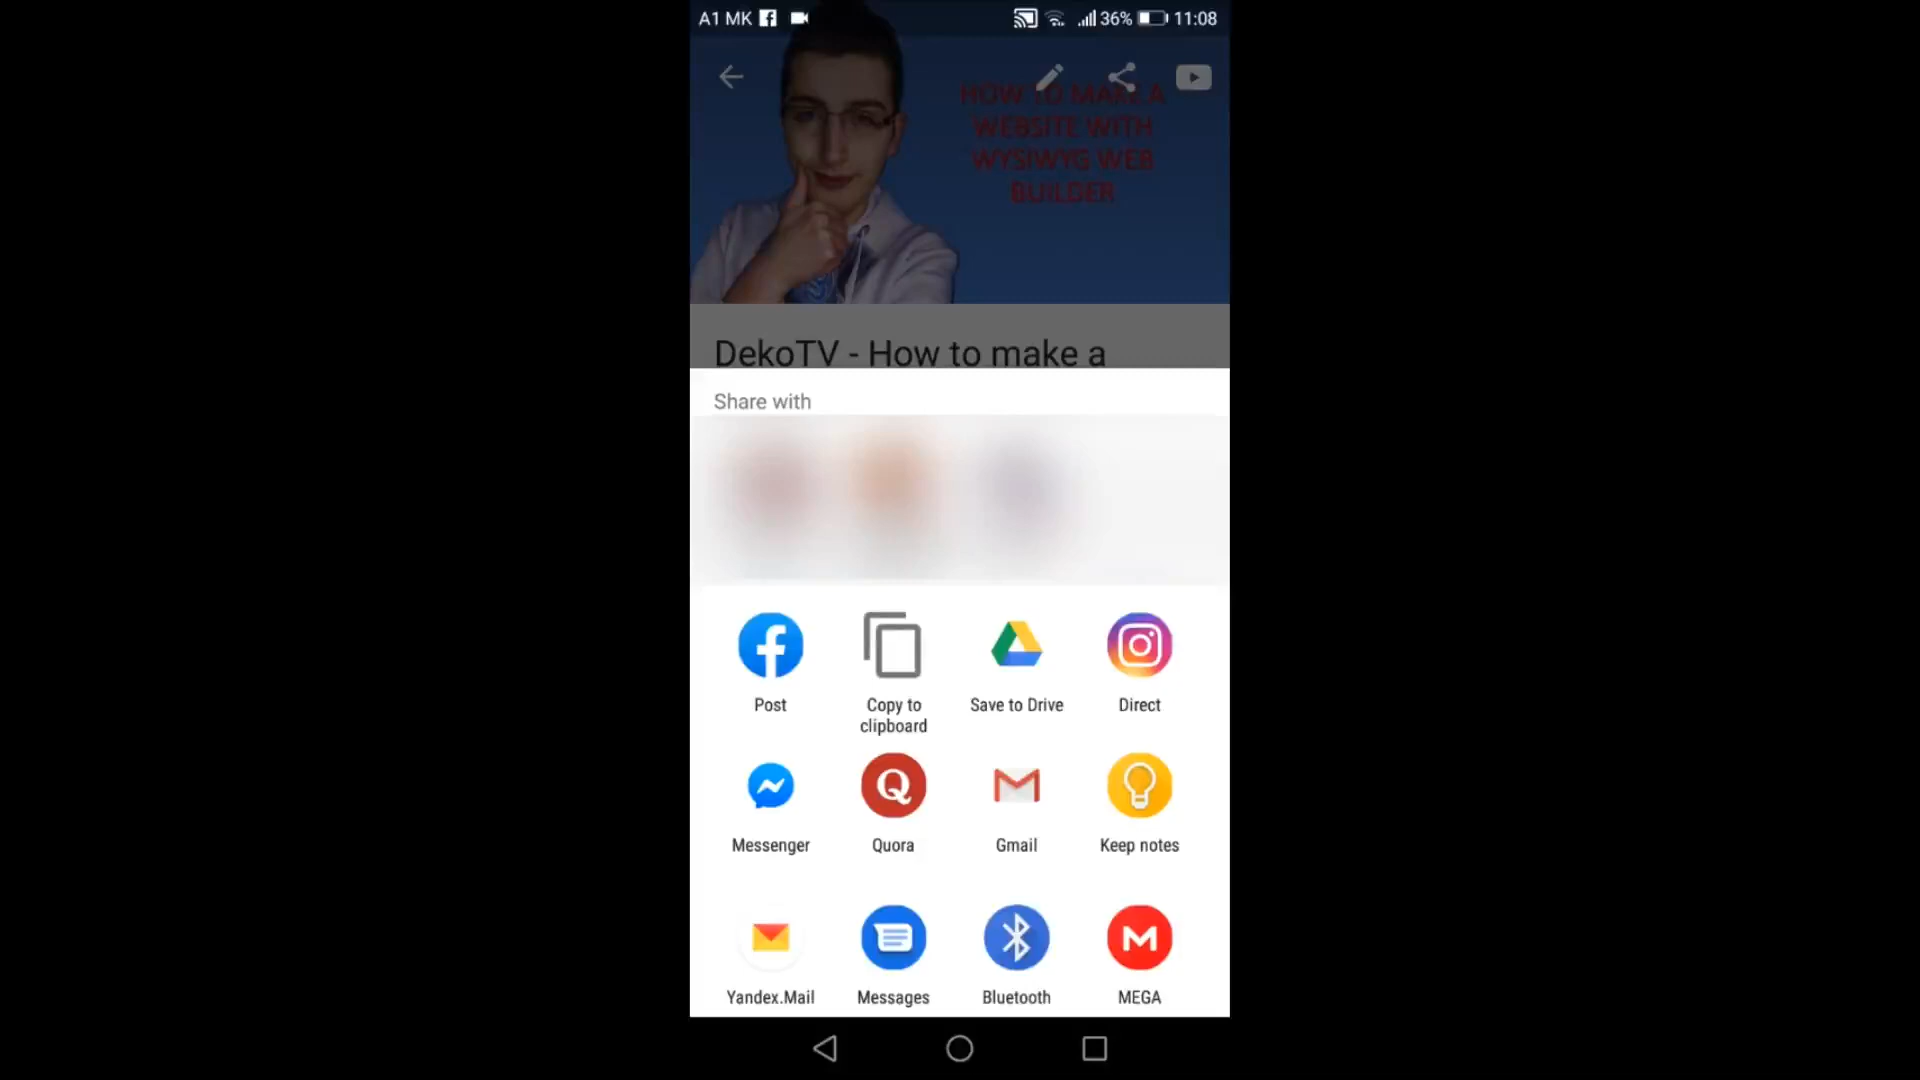 A1 MK 36% 11:08
HOW TO MAKE A
WEBSITE WITH
WYSIWYG WEB
BUILDER
DekoTV - How to make a
Share with
Post
Copy to
clipboard
Save to Drive
Direct
Messenger
Quora
Gmail
Keep notes
Yandex.Mail
Messages
Bluetooth
MEGA